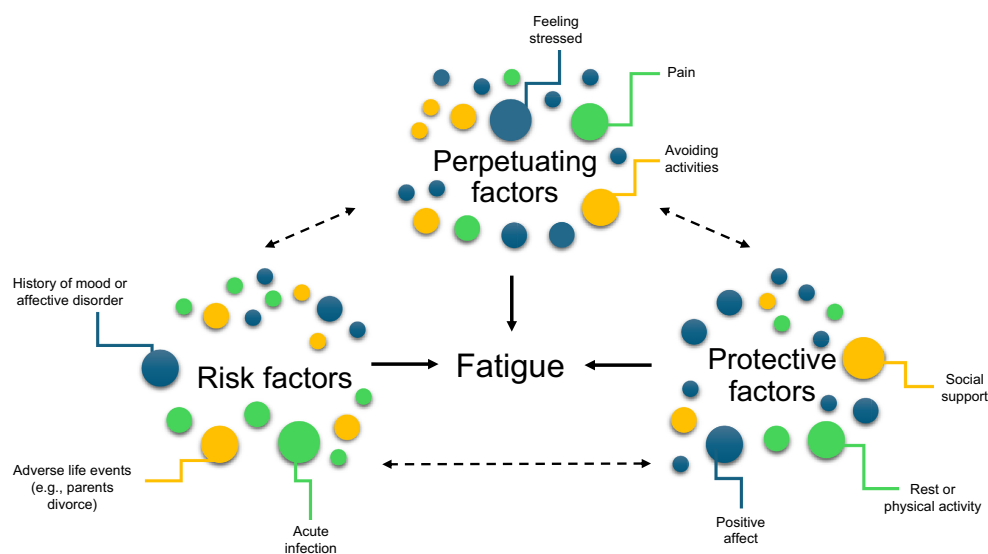 Feeling
stressed
Pain
Avoiding
activities
Perpetuating
factors
History of mood or
affective disorder
Risk factors
Fatigue
Protective
factors
Social
support
Adverse life events
(e.g., parents
divorce)
Acute
infection
Positive
affect
Rest or
physical activity